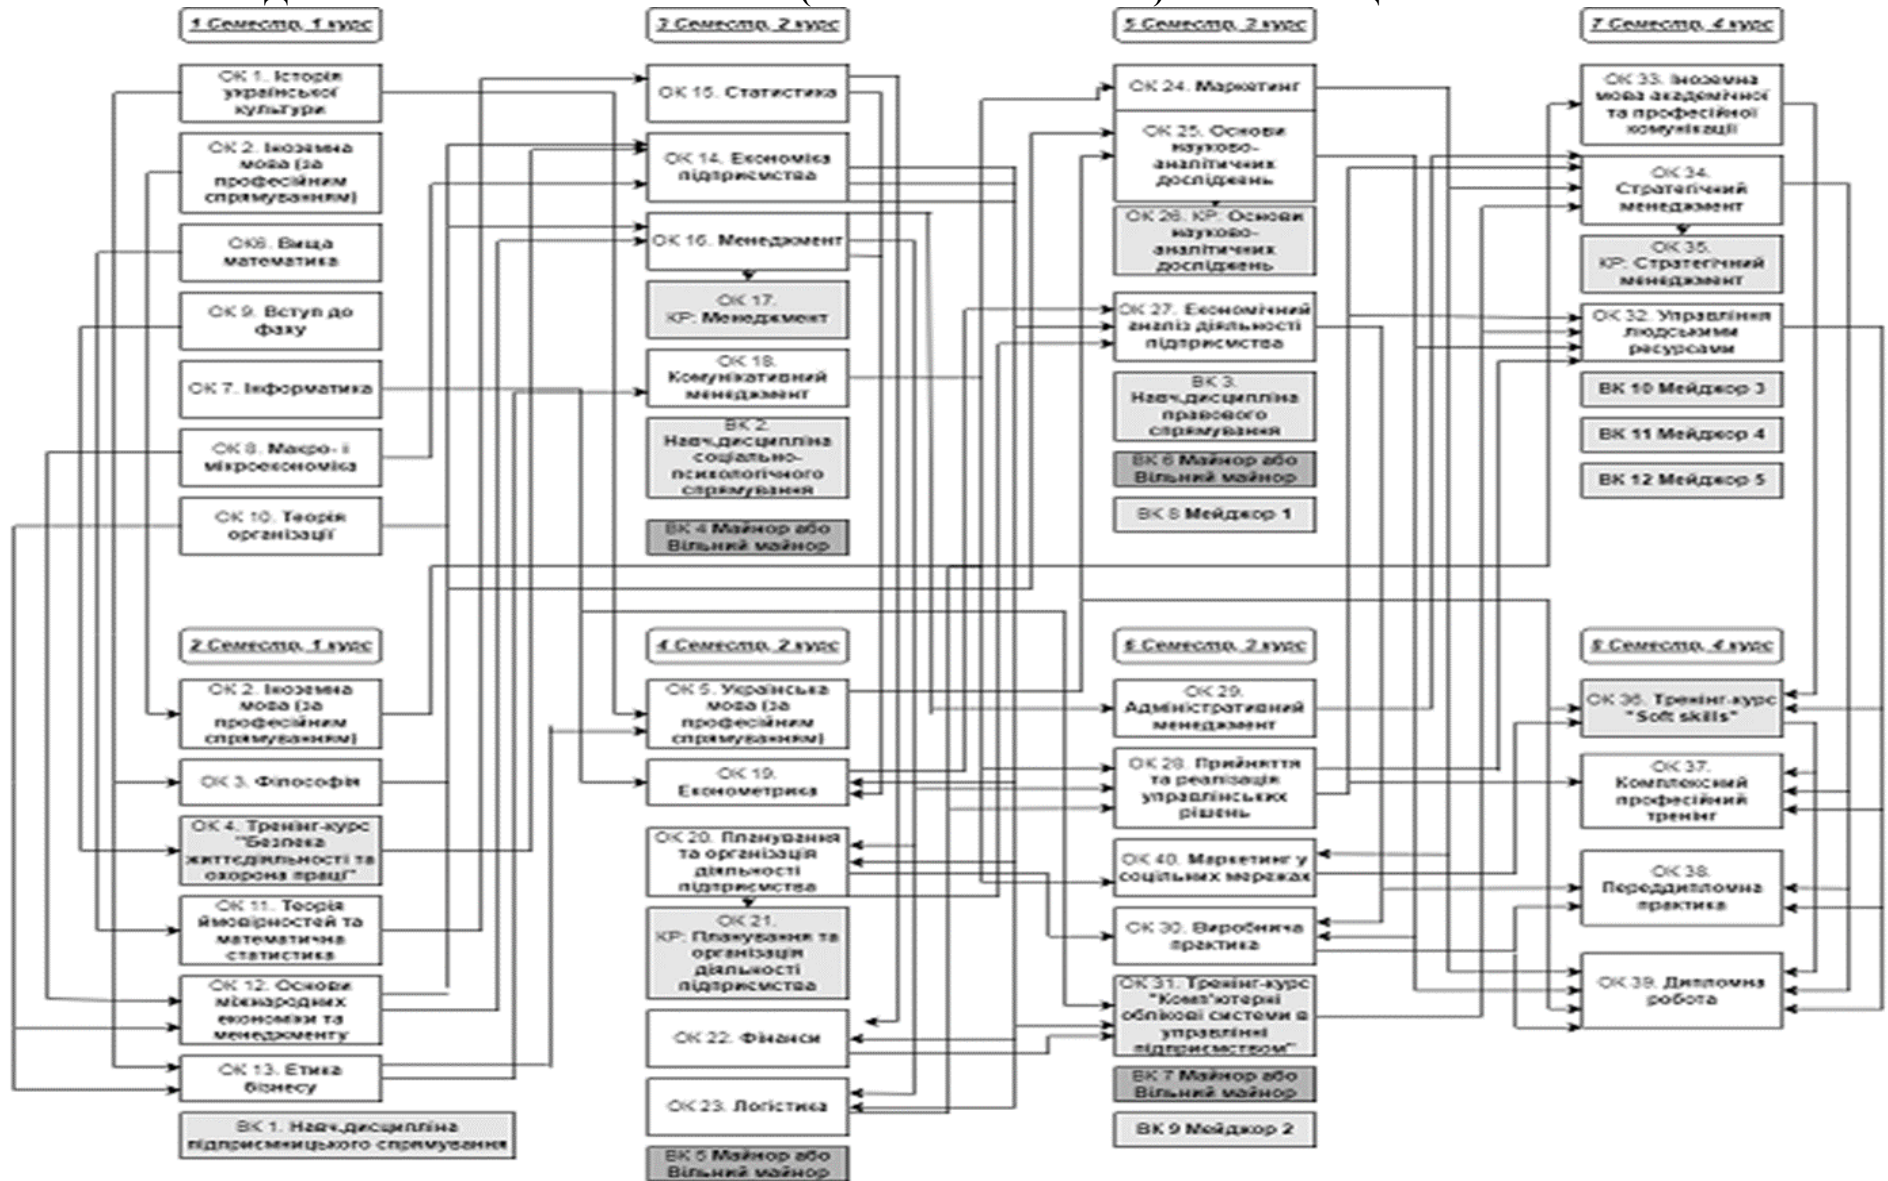 1 Семестр, 1 курс
ОК 1. Історія
української
культури
ОК 2. Іноземна
мова (за
професійним
спрямуванням)
ОК6. Вища
математика
ОК 9. Вступ до
фаху
ОК 7. Інформатика
ОК 8. Макро- і
мікроекономіка
ОК 10. Теорія
організації
2 Семестр, 1 курс
ОК 2. Іноземна
мова (за
професійним
спрямуванням)
ОК 3. Філософія
ОК 4. Тренінг-курс
"Безпека
життєдіяльності та
охорона праці"
ОК 11. Теорія
ймовірностей та
математична
статистика
ОК 12. Основи
міжнародних
економіки та
менеджменту
ОК 13. Етика
бізнесу
ВК 1. Навч.дисципліна
підприємницького спрямування
3 Семестр, 2 курс
ОК 15. Статистика
ОК 14. Економіка
підприємства
ОК 16. Менеджмент
ОК 17.
КР: Менеджмент
ОК 18.
Комунікативний
менеджмент
ВК 2.
Навч.дисципліна
соціально-
психологічного
спрямування
ВК 4 Майнор або
Вільний майнор
4 Семестр, 2 курс
ОК 5. Українська
мова (за
професійним
спрямуванням)
ОК 19.
Економетрика
ОК 20. Планування
та організація
діяльності
підприємства
ОК 21.
КР: Планування та
організація
діяльності
підприємства
ОК 22. Фінанси
ОК 23. Логістика
ВК 5 Майнор або
Вільний майнор
5 Семестр, 3 курс
ОК 24. Маркетинг
ОК 25. Основи
науково-
аналітичних
досліджень
ОК 26. КР: Основи
науково-
аналітичних
досліджень
ОК 27. Економічний
аналіз діяльності
підприємства
ВК 3.
Навч.дисципліна
правового
спрямування
ВК 6 Майнор або
Вільний майнор
ВК 8 Мейджор 1
6 Семестр, 3 курс
ОК 29.
Адміністративний
менеджмент
ОК 28. Прийняття
та реалізація
управлінських
рішень
ОК 40. Маркетинг у
соцільних мережах
ОК 30. Виробнича
практика
ОК 31. Тренінг-курс
"Комп'ютерні
облікові системи в
управлінні
підприємством"
ВК 7 Майнор або
Вільний майнор
ВК 9 Мейджор 2
7 Семестр, 4 курс
ОК 33. Іноземна
мова академічної
та професійної
комунікації
ОК 34.
Стратегічний
менеджмент
ОК 35.
КР: Стратегічний
менеджмент
ОК 32. Управління
людськими
ресурсами
ВК 10 Мейджор 3
ВК 11 Мейджор 4
ВК 12 Мейджор 5
8 Семестр, 4 курс
ОК 36. Тренінг-курс
"Soft skills"
ОК 37.
Комплексний
професійний
тренінг
ОК 38.
Переддипломна
практика
ОК 39. Дипломна
робота